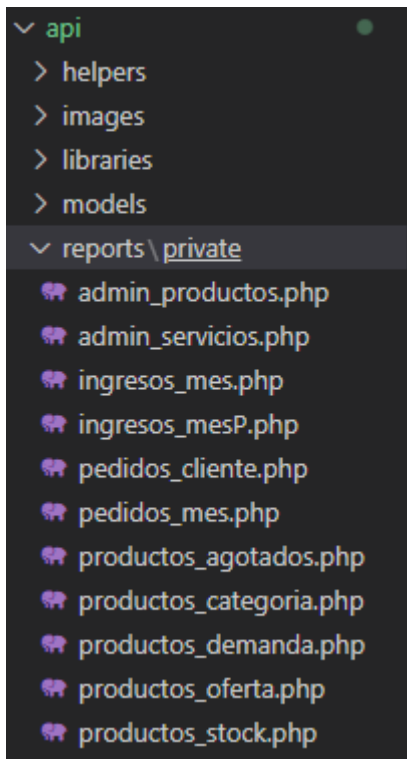 api
helpers
images
libraries
models
reports\private
admin_productos.php
admin_servicios.php
ingresos_mes.php
ingresos_mesP.php
pedidos_cliente.php
pedidos_mes.php
productos_agotados.php
productos_categoria.php
productos_demanda.php
productos_oferta.php
productos_stock.php